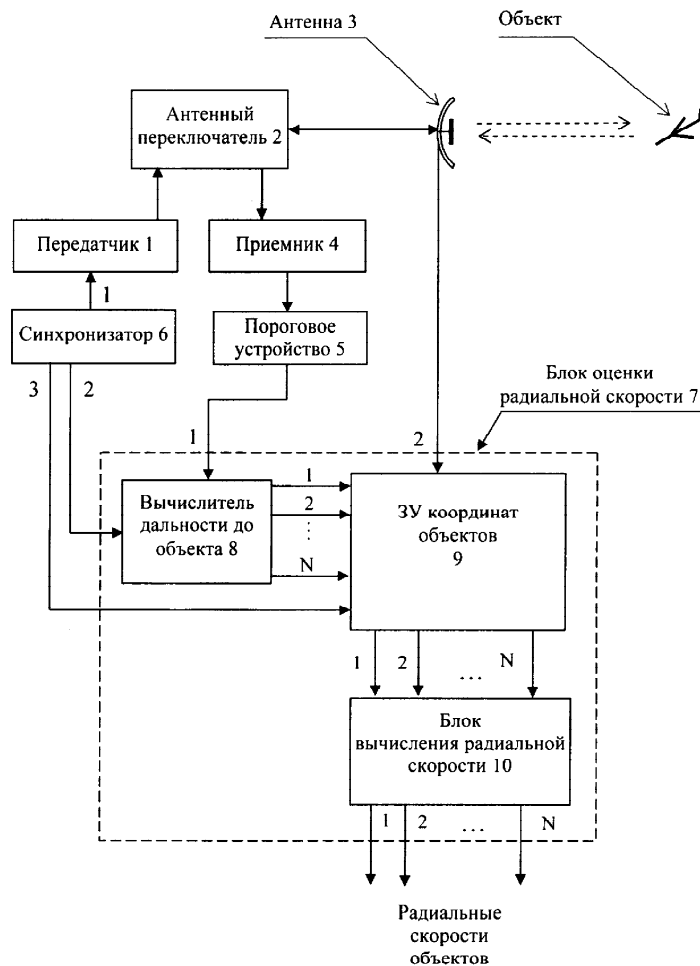 Антенна 3
Объект
Антенный
переключатель 2
Передатчик 1
Приемник 4
1
Синхронизатор 6
Пороговое
устройство 5
3
2
Блок оценки
радиальной скорости 7
1
2
Вычислитель
дальности до
объекта 8
1
2
⋮
N
ЗУ координат
объектов
9
1
2
...
N
Блок
вычисления радиальной
скорости 10
1
2
...
N
Радиальные
скорости
объектов